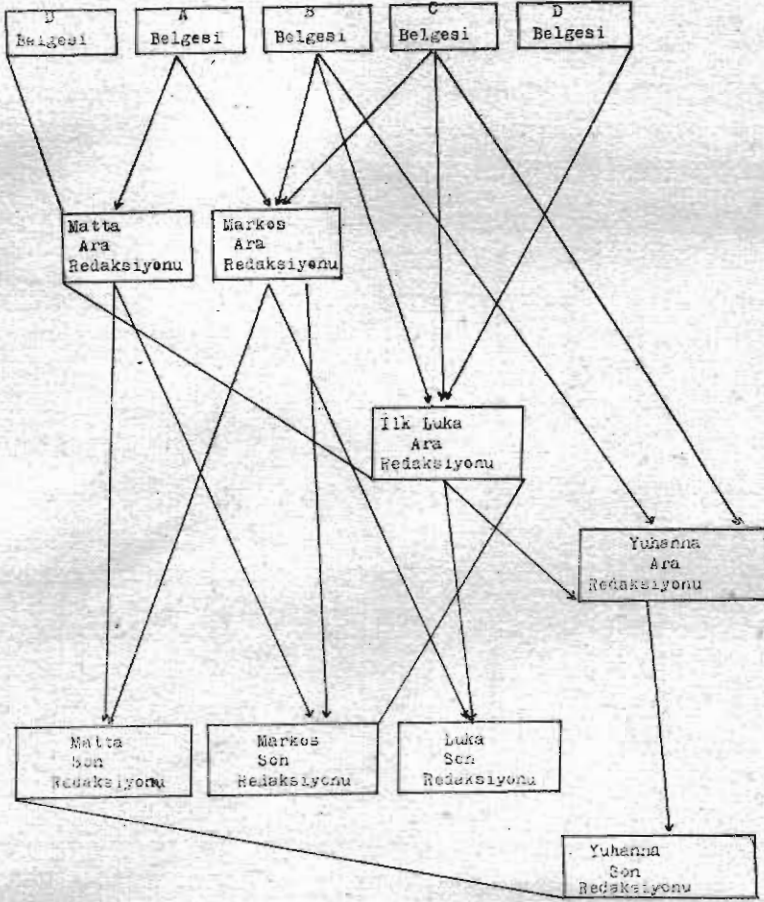 D
Belgesi
A
Belgesi
B
Belgesi
C
Belgesi
D
Belgesi
Matta
Ara
Redaksiyonu
Markos
Ara
Redaksiyonu
İlk Luka
Ara
Redaksiyonu
Yuhanna
Ara
Redaksiyonu
Matta
Son
Redaksiyonu
Markos
Son
Redaksiyonu
Luka
Son
Redaksiyonu
Yuhanna
Son
Redaksiyonu